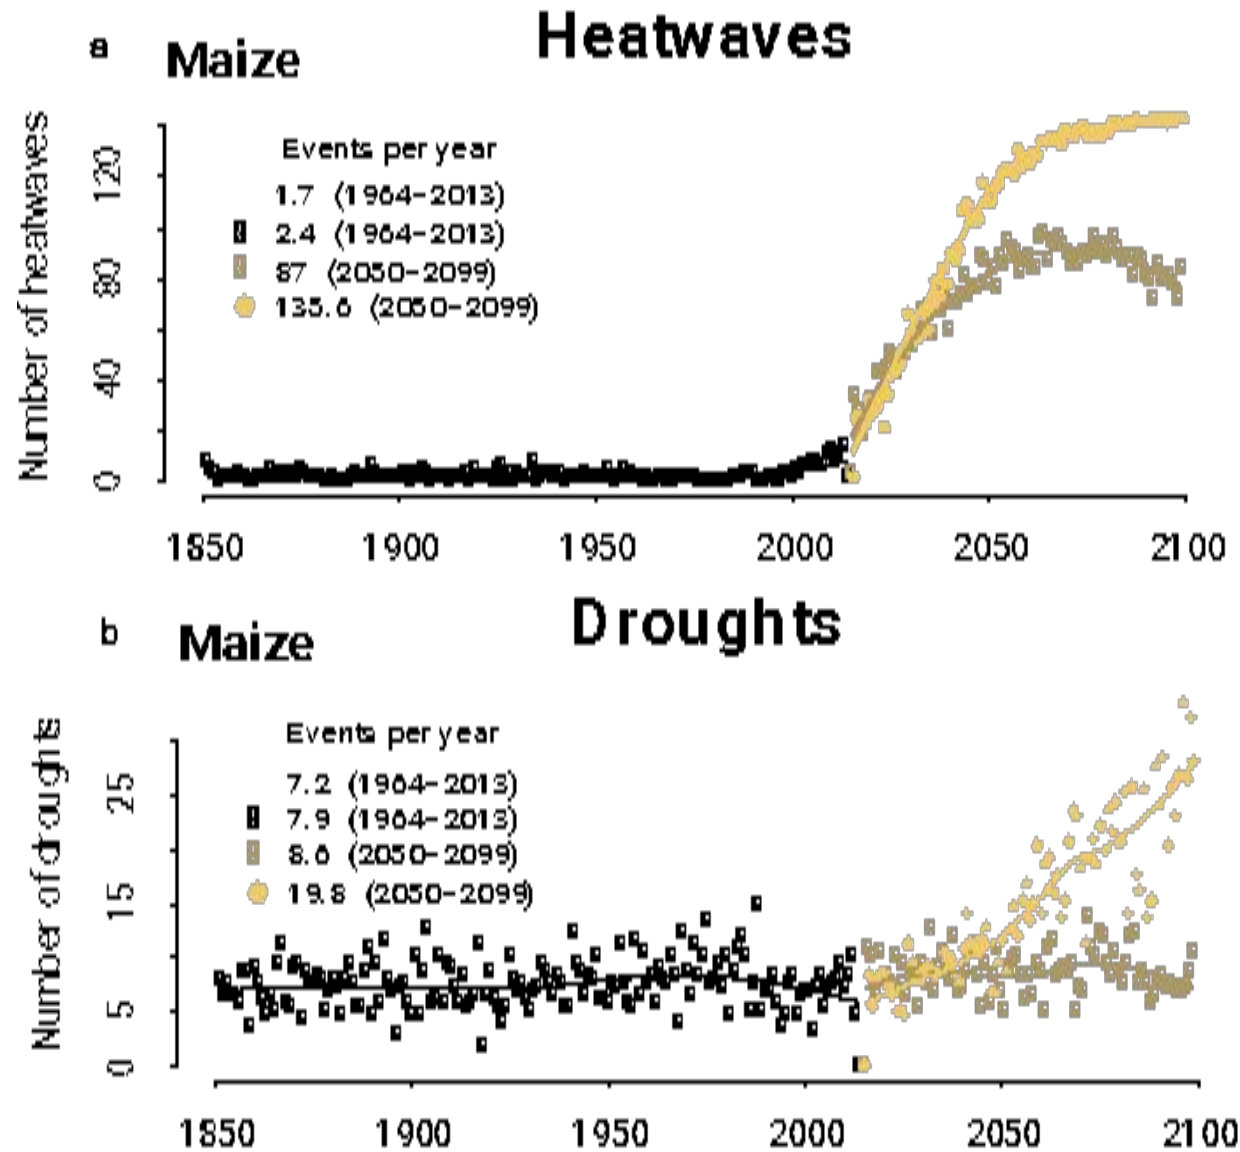 Heatwaves
a Maize
Number of heatwaves
Events per year
1.7 (1964-2013)
2.4 (1964-2013)
87 (2050-2099)
135.6 (2050-2099)
120
80
40
0
1850 1900 1950 2000 2050 2100
Droughts
b Maize
Number of droughts
Events per year
7.2 (1964-2013)
7.9 (1964-2013)
8.6 (2050-2099)
19.8 (2050-2099)
25
15
5
0
1850 1900 1950 2000 2050 2100